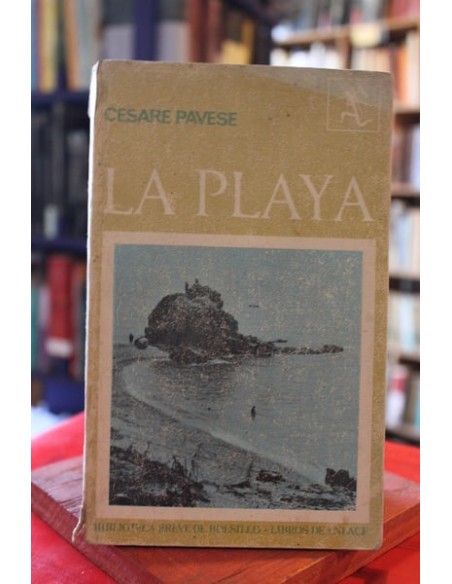 CESARE PAVESE
LA PLAYA
BIBLIOTECA BREVE DE BOLSILLO - LIBROS DE ENLACE